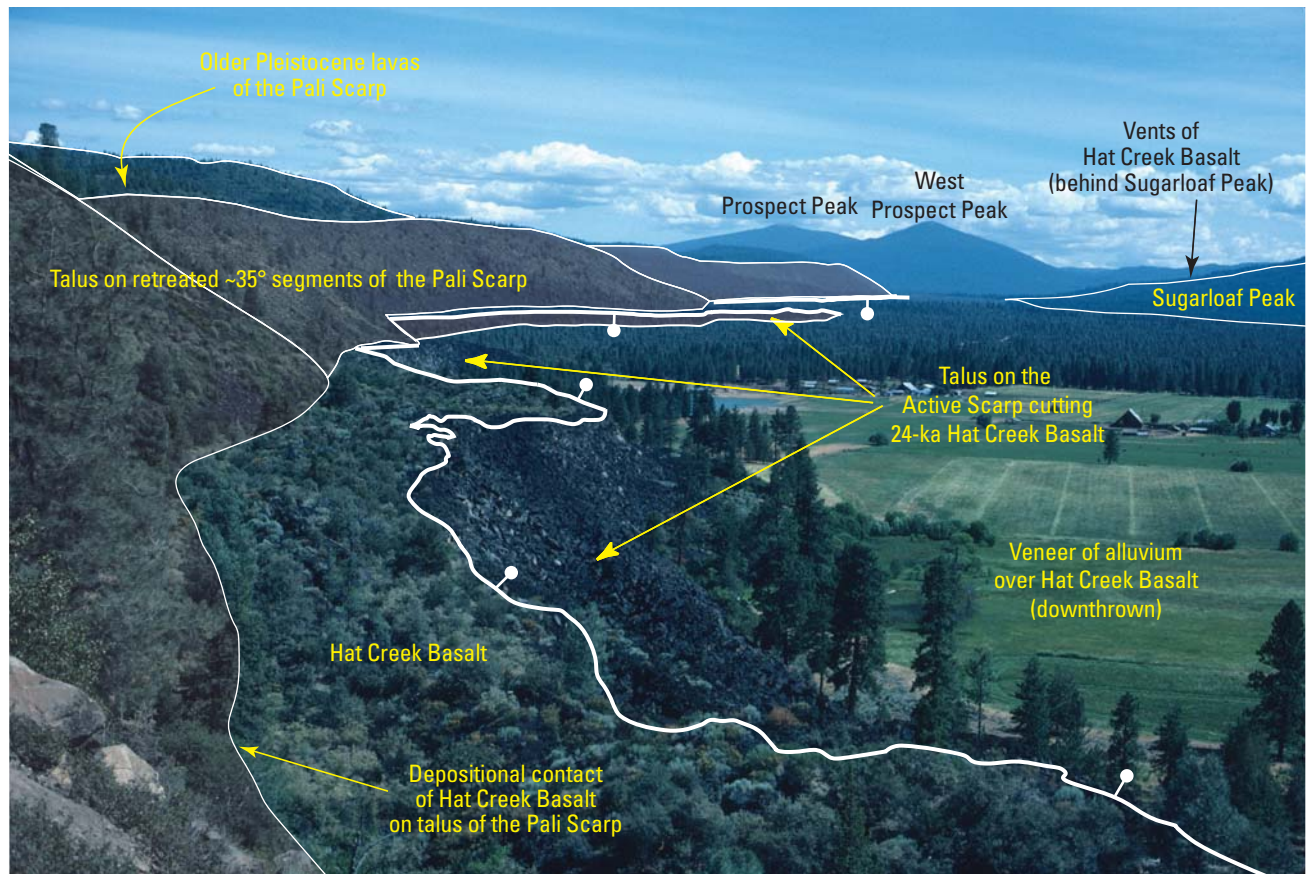 Older Pleistocene lavas
of the Pali Scarp
Vents of
Hat Creek Basalt
(behind Sugarloaf Peak)
West
Prospect Peak
Prospect Peak
Talus on retreated ~35° segments of the Pali Scarp
Sugarloaf Peak
Talus on the
Active Scarp cutting
24-ka Hat Creek Basalt
Veneer of alluvium
over Hat Creek Basalt
(downthrown)
Hat Creek Basalt
Depositional contact
of Hat Creek Basalt
on talus of the Pali Scarp